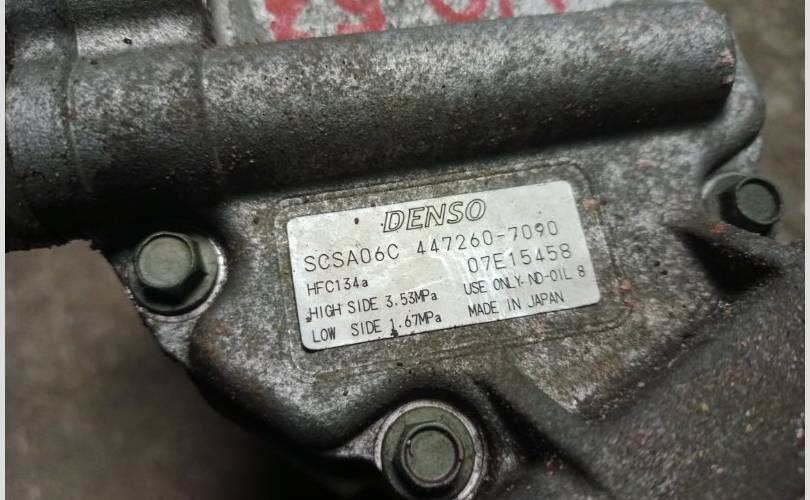 DENSO
SCSA06C 447260-7090
HFC134a 07E15458
HIGH SIDE 3.53MPa USE ONLY ND-OIL 8
LOW SIDE 1.67MPa MADE IN JAPAN